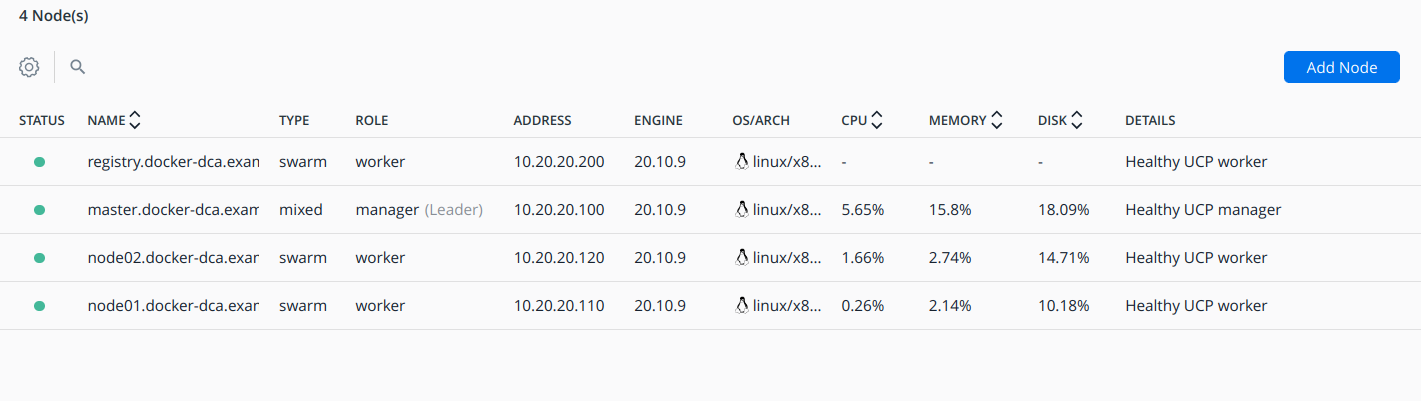 4 Node(s)
Add Node
STATUS NAME TYPE ROLE ADDRESS ENGINE OS/ARCH CPU MEMORY DISK DETAILS
registry.docker-dca.exan swarm worker 10.20.20.200 20.10.9 linux/x8... - - - Healthy UCP worker
master.docker-dca.exam mixed manager (Leader) 10.20.20.100 20.10.9 linux/x8... 5.65% 15.8% 18.09% Healthy UCP manager
node02.docker-dca.exar swarm worker 10.20.20.120 20.10.9 linux/x8... 1.66% 2.74% 14.71% Healthy UCP worker
node01.docker-dca.exar swarm worker 10.20.20.110 20.10.9 linux/x8... 0.26% 2.14% 10.18% Healthy UCP worker